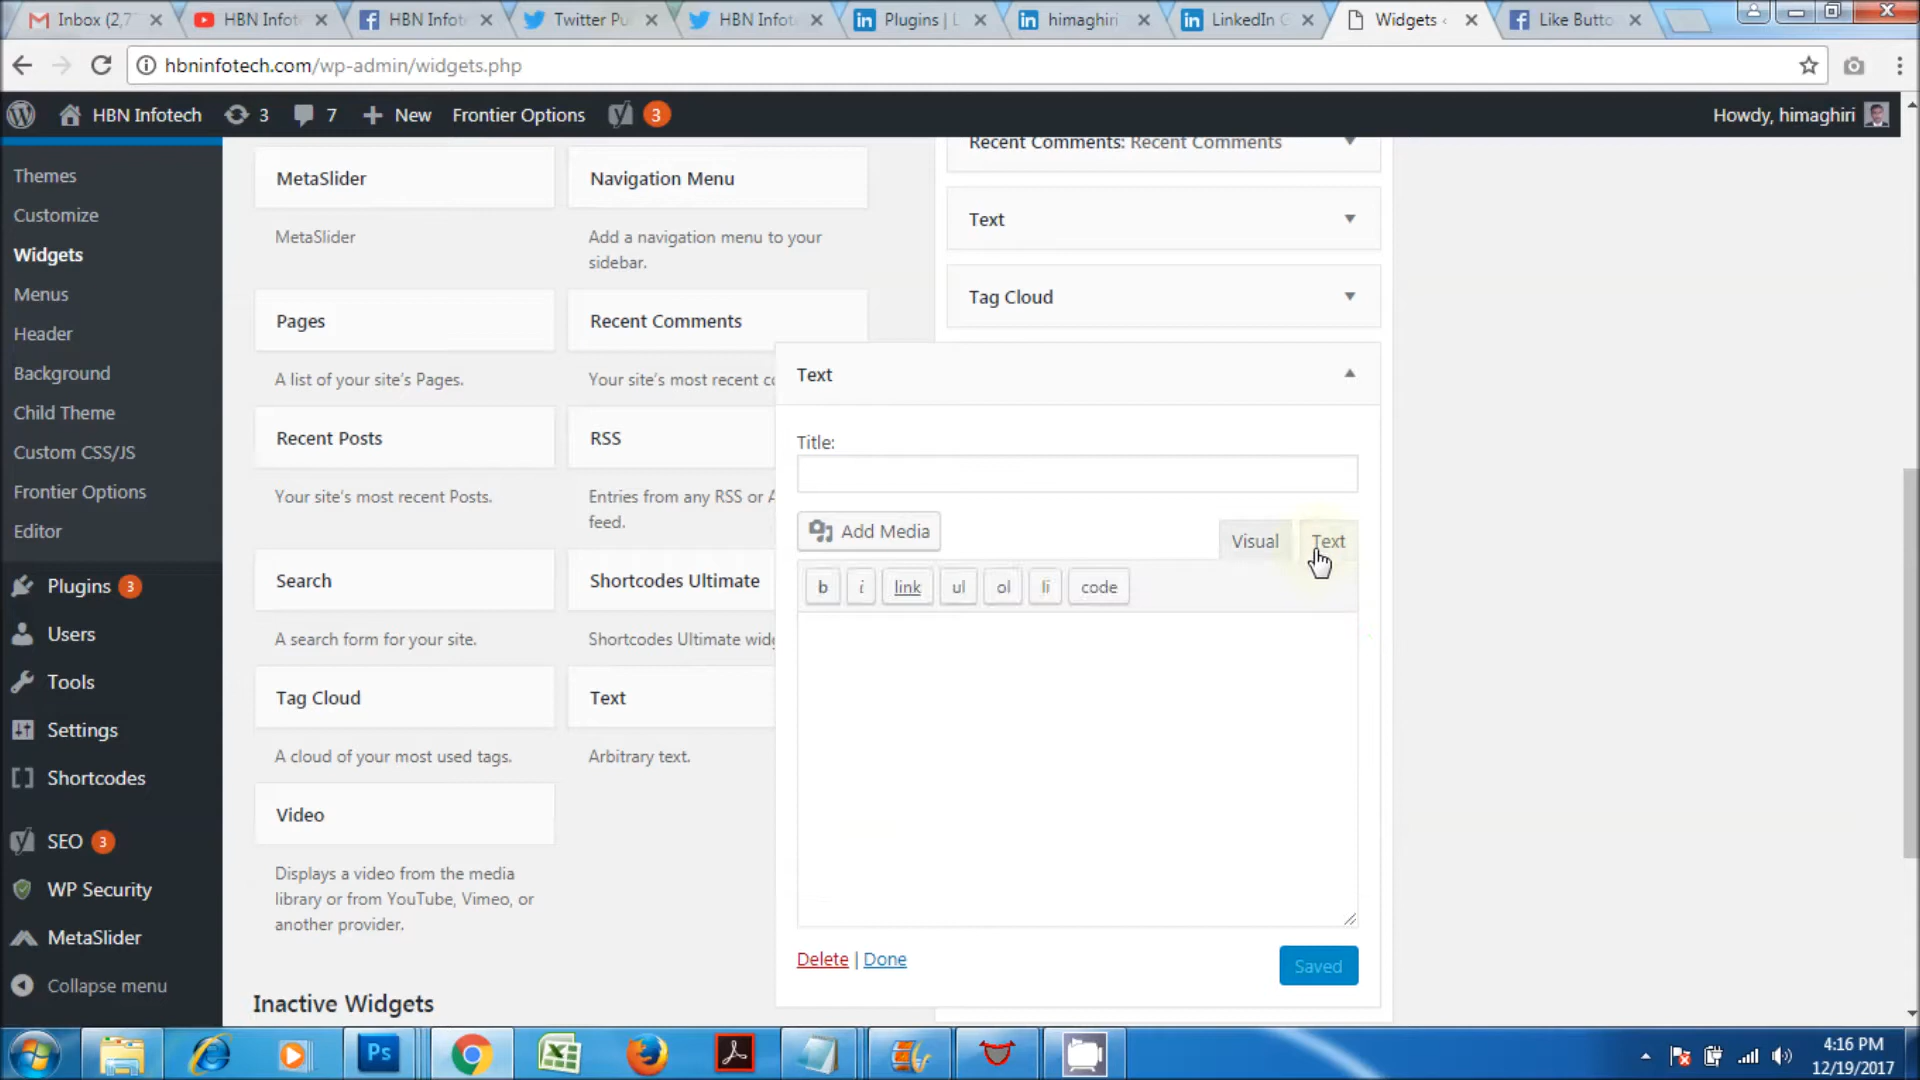 Inbox (2,7
HBN Infot
HBN Infot
Twitter Pu
HBN Infot
Plugins | L
himaghiri
LinkedIn C
Widgets ‹
Like Butto
hbninfotech.com/wp-admin/widgets.php
HBN Infotech
3
7
New
Frontier Options
3
Howdy, himaghiri
Themes
Customize
Widgets
Menus
Header
Background
Child Theme
Custom CSS/JS
Frontier Options
Editor
Plugins 3
Users
Tools
Settings
Shortcodes
SEO 3
WP Security
MetaSlider
Collapse menu
MetaSlider
MetaSlider
Navigation Menu
Add a navigation menu to your
sidebar.
Pages
A list of your site's Pages.
Recent Comments
Your site's most recent co
Recent Posts
Your site's most recent Posts.
RSS
Entries from any RSS or A
feed.
Search
A search form for your site.
Shortcodes Ultimate
Shortcodes Ultimate widg
Tag Cloud
A cloud of your most used tags.
Text
Arbitrary text.
Video
Displays a video from the media
library or from YouTube, Vimeo, or
another provider.
Inactive Widgets
Recent Comments: Recent Comments
Text
Tag Cloud
Text
Title:
Add Media
Visual
Text
b
i
link
ul
ol
li
code
Delete | Done
Saved
Ps
4:16 PM
12/19/2017